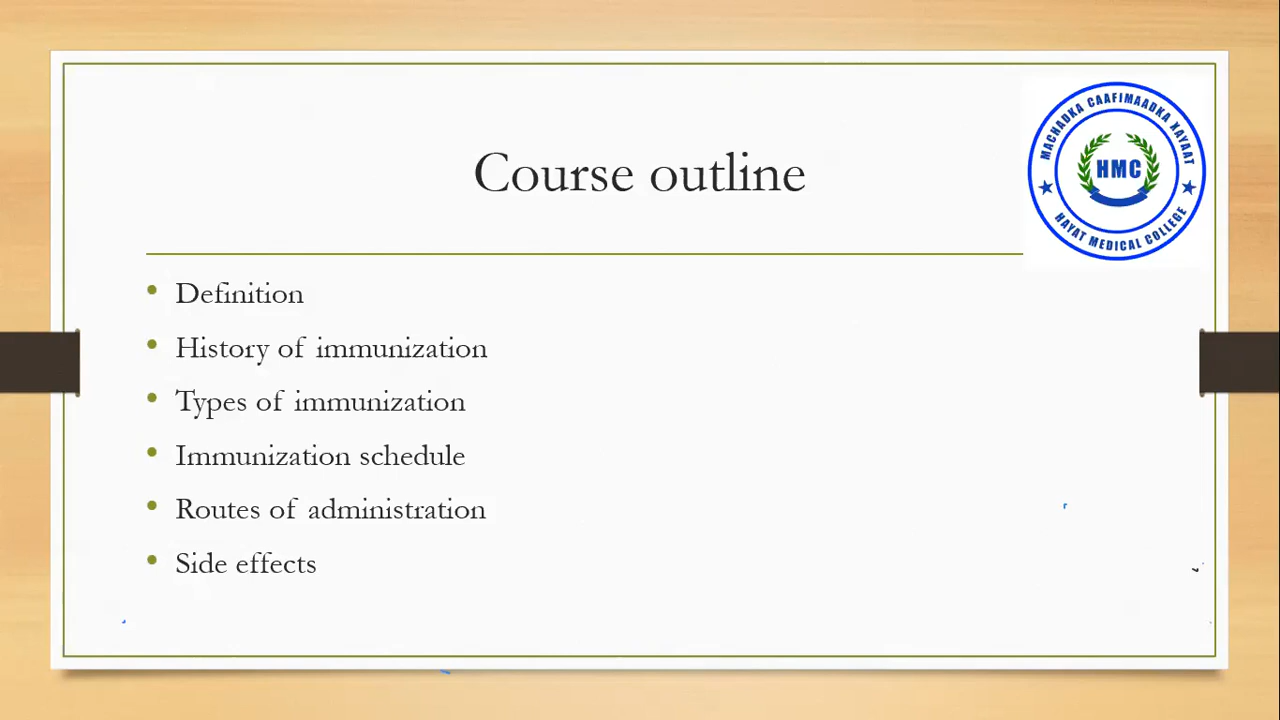 Course outline
MACHADKA CAAFIMAADKA XAYAAT
HMC
HAYAT MEDICAL COLLEGE
• Definition
• History of immunization
• Types of immunization
• Immunization schedule
• Routes of administration
• Side effects